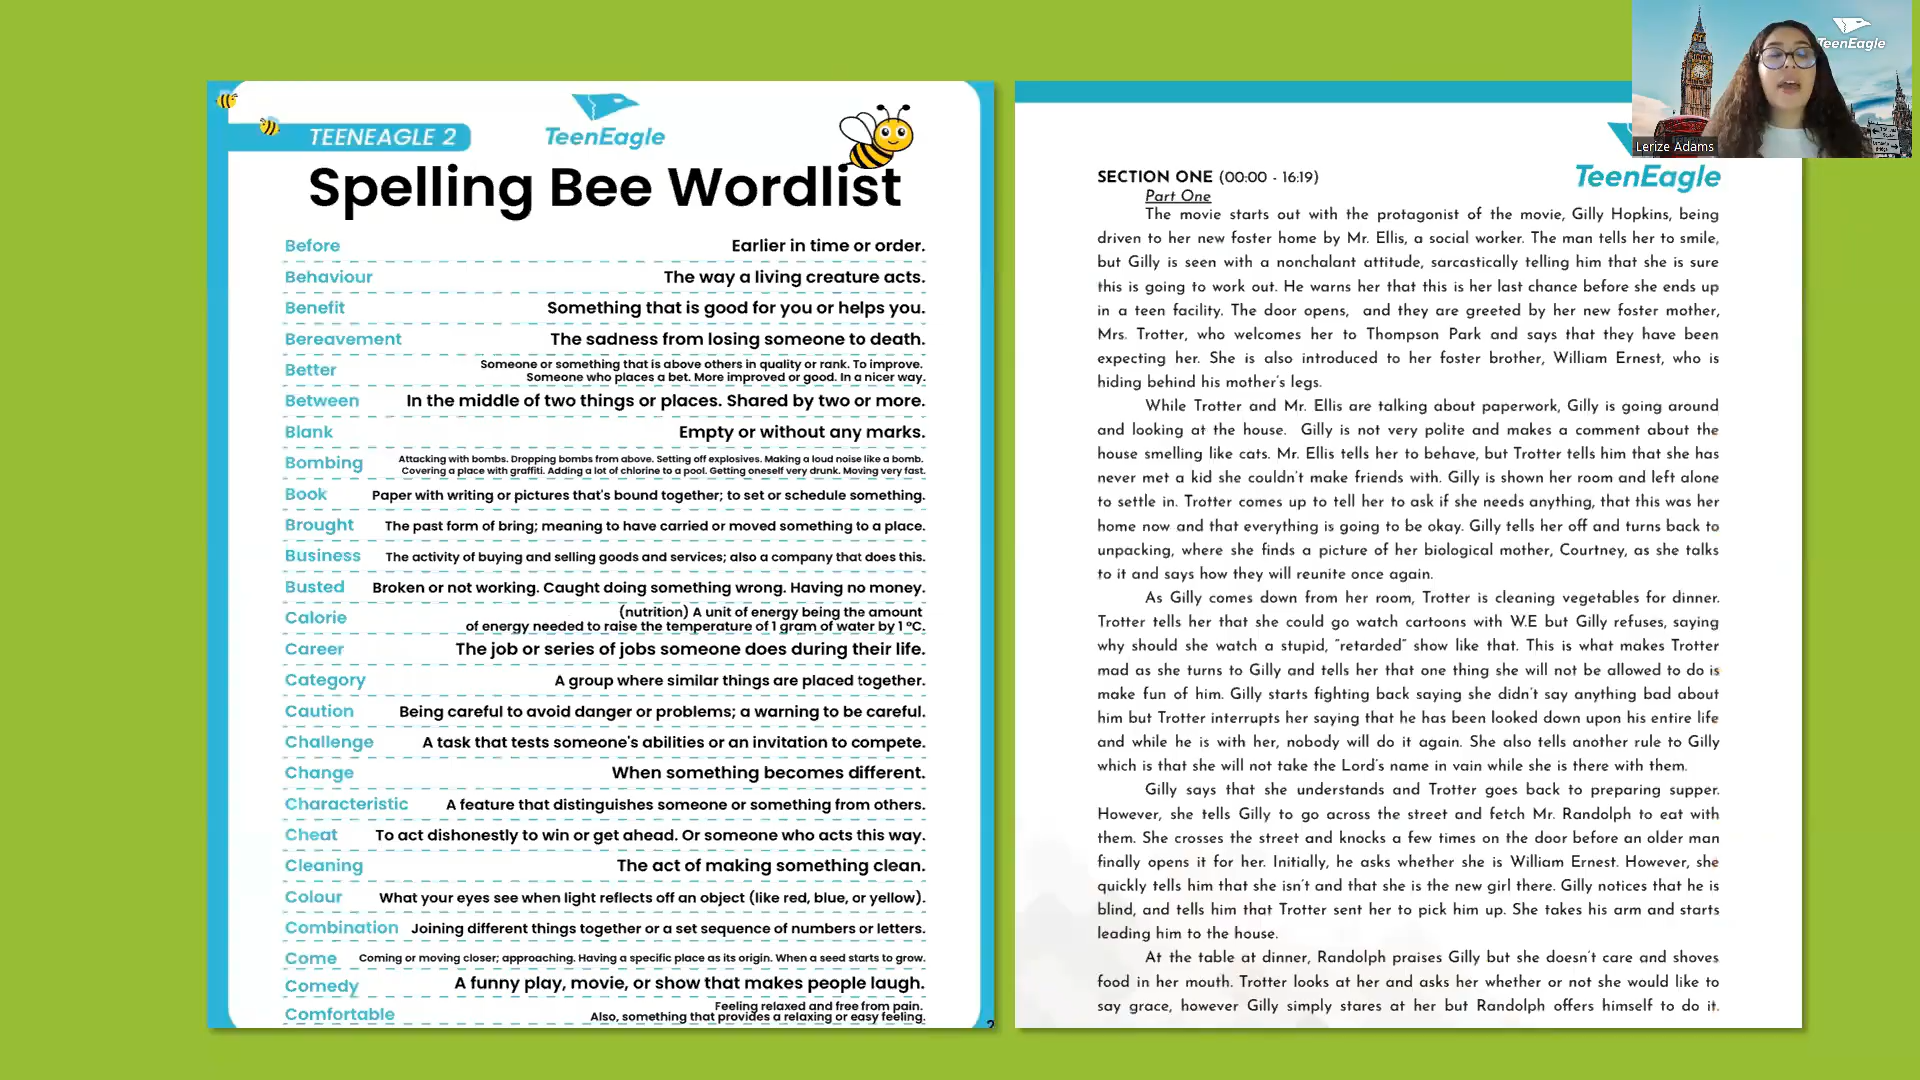 TEENEAGLE 2
TeenEagle
Spelling Bee Wordlist
Before Earlier in time or order.
Behaviour The way a living creature acts.
Benefit Something that is good for you or helps you.
Bereavement The sadness from losing someone to death.
Better Someone or something that is above others in quality or rank. To improve.
Someone who places a bet. More improved or good. In a nicer way.
Between In the middle of two things or places. Shared by two or more.
Blank Empty or without any marks.
Bombing Attacking with bombs. Dropping bombs from above. Setting off explosives. Making a loud noise like a bomb.
Covering a place with graffiti. Adding a lot of chlorine to a pool. Getting oneself very drunk. Moving very fast.
Book Paper with writing or pictures that's bound together; to set or schedule something.
Brought The past form of bring; meaning to have carried or moved something to a place.
Business The activity of buying and selling goods and services; also a company that does this.
Busted Broken or not working. Caught doing something wrong. Having no money.
Calorie (nutrition) A unit of energy being the amount
of energy needed to raise the temperature of 1 gram of water by 1 °C.
Career The job or series of jobs someone does during their life.
Category A group where similar things are placed together.
Caution Being careful to avoid danger or problems; a warning to be careful.
Challenge A task that tests someone's abilities or an invitation to compete.
Change When something becomes different.
Characteristic A feature that distinguishes someone or something from others.
Cheat To act dishonestly to win or get ahead. Or someone who acts this way.
Cleaning The act of making something clean.
Colour What your eyes see when light reflects off an object (like red, blue, or yellow).
Combination Joining different things together or a set sequence of numbers or letters.
Come Coming or moving closer; approaching. Having a specific place as its origin. When a seed starts to grow.
Comedy A funny play, movie, or show that makes people laugh.
Comfortable Feeling relaxed and free from pain.
Also, something that provides a relaxing or easy feeling.
2
TeenEagle
SECTION ONE (00:00 - 16:19)
Part One
The movie starts out with the protagonist of the movie, Gilly Hopkins, being
driven to her new foster home by Mr. Ellis, a social worker. The man tells her to smile,
but Gilly is seen with a nonchalant attitude, sarcastically telling him that she is sure
this is going to work out. He warns her that this is her last chance before she ends up
in a teen facility. The door opens, and they are greeted by her new foster mother,
Mrs. Trotter, who welcomes her to Thompson Park and says that they have been
expecting her. She is also introduced to her foster brother, William Ernest, who is
hiding behind his mother's legs.
While Trotter and Mr. Ellis are talking about paperwork, Gilly is going around
and looking at the house. Gilly is not very polite and makes a comment about the
house smelling like cats. Mr. Ellis tells her to behave, but Trotter tells him that she has
never met a kid she couldn't make friends with. Gilly is shown her room and left alone
to settle in. Trotter comes up to tell her to ask if she needs anything, that this was her
home now and that everything is going to be okay. Gilly tells her off and turns back to
unpacking, where she finds a picture of her biological mother, Courtney, as she talks
to it and says how they will reunite once again.
As Gilly comes down from her room, Trotter is cleaning vegetables for dinner.
Trotter tells her that she could go watch cartoons with W.E but Gilly refuses, saying
why should she watch a stupid, "retarded" show like that. This is what makes Trotter
mad as she turns to Gilly and tells her that one thing she will not be allowed to do is
make fun of him. Gilly starts fighting back saying she didn't say anything bad about
him but Trotter interrupts her saying that he has been looked down upon his entire life
and while he is with her, nobody will do it again. She also tells another rule to Gilly
which is that she will not take the Lord's name in vain while she is there with them.
Gilly says that she understands and Trotter goes back to preparing supper.
However, she tells Gilly to go across the street and fetch Mr. Randolph to eat with
them. She crosses the street and knocks a few times on the door before an older man
finally opens it for her. Initially, he asks whether she is William Ernest. However, she
quickly tells him that she isn't and that she is the new girl there. Gilly notices that he is
blind, and tells him that Trotter sent her to pick him up. She takes his arm and starts
leading him to the house.
At the table at dinner, Randolph praises Gilly but she doesn't care and shoves
food in her mouth. Trotter looks at her and asks her whether or not she would like to
say grace, however Gilly simply stares at her but Randolph offers himself to do it.
TeenEagle
Lerize Adams